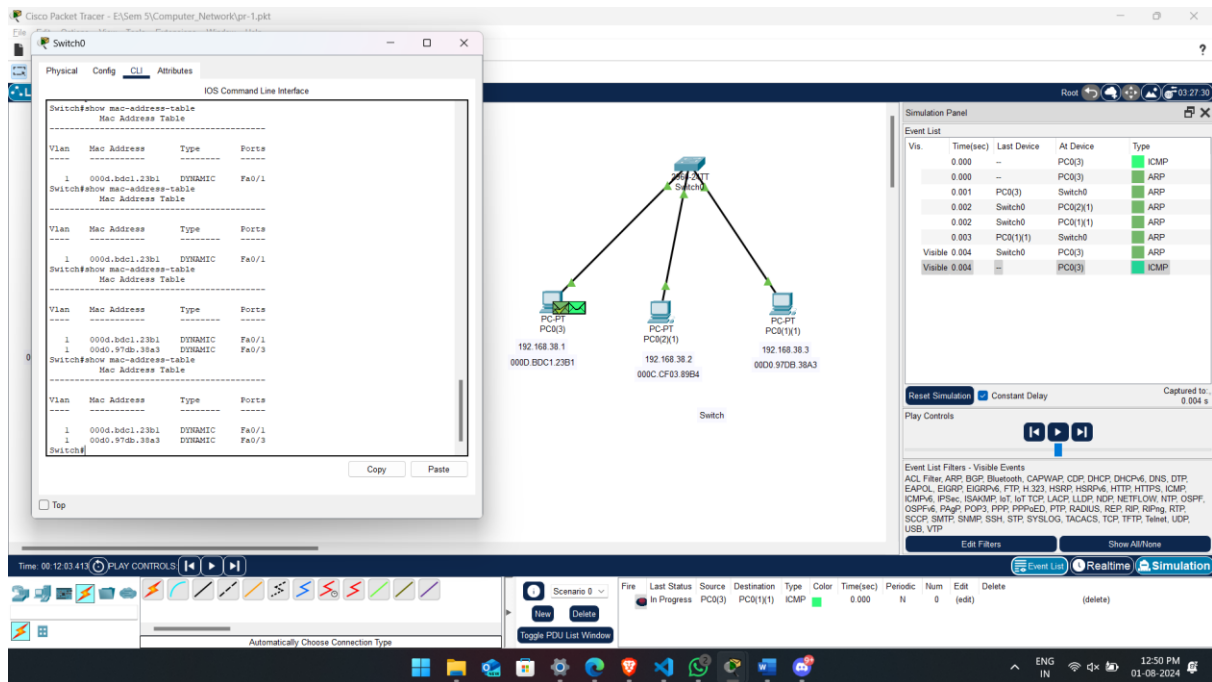 Cisco Packet Tracer - E:\Sem 5\Computer_Network\pr-1.pkt
Switch0
Physical Config CLI Attributes
IOS Command Line Interface
Switch#show mac-address-table
Mac Address Table
-------------------------------------------
Vlan Mac Address Type Ports
---- ----------- -------- -----
1 000d.bdc1.23b1 DYNAMIC Fa0/1
Switch#show mac-address-table
Mac Address Table
-------------------------------------------
Vlan Mac Address Type Ports
---- ----------- -------- -----
1 000d.bdc1.23b1 DYNAMIC Fa0/1
Switch#show mac-address-table
Mac Address Table
-------------------------------------------
Vlan Mac Address Type Ports
---- ----------- -------- -----
1 000d.bdc1.23b1 DYNAMIC Fa0/1
1 00d0.97db.38a3 DYNAMIC Fa0/3
Switch#show mac-address-table
Mac Address Table
-------------------------------------------
Vlan Mac Address Type Ports
---- ----------- -------- -----
1 000d.bdc1.23b1 DYNAMIC Fa0/1
1 00d0.97db.38a3 DYNAMIC Fa0/3
Switch#
Copy Paste
Top
Root 03:27:30
2960-24TT
Switch0
PC-PT
PC0(3)
192.168.38.1
000D.BDC1.23B1
PC-PT
PC0(2)(1)
192.168.38.2
000C.CF03.89B4
PC-PT
PC0(1)(1)
192.168.38.3
00D0.97DB.38A3
Switch
Simulation Panel
Event List
Vis. Time(sec) Last Device At Device Type
0.000 -- PC0(3) ICMP
0.000 -- PC0(3) ARP
0.001 PC0(3) Switch0 ARP
0.002 Switch0 PC0(2)(1) ARP
0.002 Switch0 PC0(1)(1) ARP
0.003 PC0(1)(1) Switch0 ARP
Visible 0.004 Switch0 PC0(3) ARP
Visible 0.004 -- PC0(3) ICMP
Reset Simulation Constant Delay Captured to:
0.004 s
Play Controls
Event List Filters - Visible Events
ACL Filter, ARP, BGP, Bluetooth, CAPWAP, CDP, DHCP, DHCPv6, DNS, DTP,
EAPOL, EIGRP, EIGRPv6, FTP, H.323, HSRP, HSRPv6, HTTP, HTTPS, ICMP,
ICMPv6, IPSec, ISAKMP, IoT, IoT TCP, LACP, LLDP, NDP, NETFLOW, NTP, OSPF,
OSPFv6, PAgP, POP3, PPP, PPPoED, PTP, RADIUS, REP, RIP, RIPng, RTP,
SCCP, SMTP, SNMP, SSH, STP, SYSLOG, TACACS, TCP, TFTP, Telnet, UDP,
USB, VTP
Edit Filters Show All/None
Time: 00:12:03.413 PLAY CONTROLS: Event List Realtime Simulation
Automatically Choose Connection Type
Scenario 0
New Delete
Toggle PDU List Window
Fire Last Status Source Destination Type Color Time(sec) Periodic Num Edit Delete
In Progress PC0(3) PC0(1)(1) ICMP 0.000 N 0 (edit) (delete)
ENG
IN
12:50 PM
01-08-2024